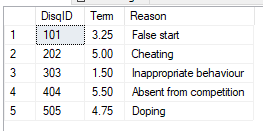 DisqID Term Reason
1 101 3.25 False start
2 202 5.00 Cheating
3 303 1.50 Inappropriate behaviour
4 404 5.50 Absent from competition
5 505 4.75 Doping